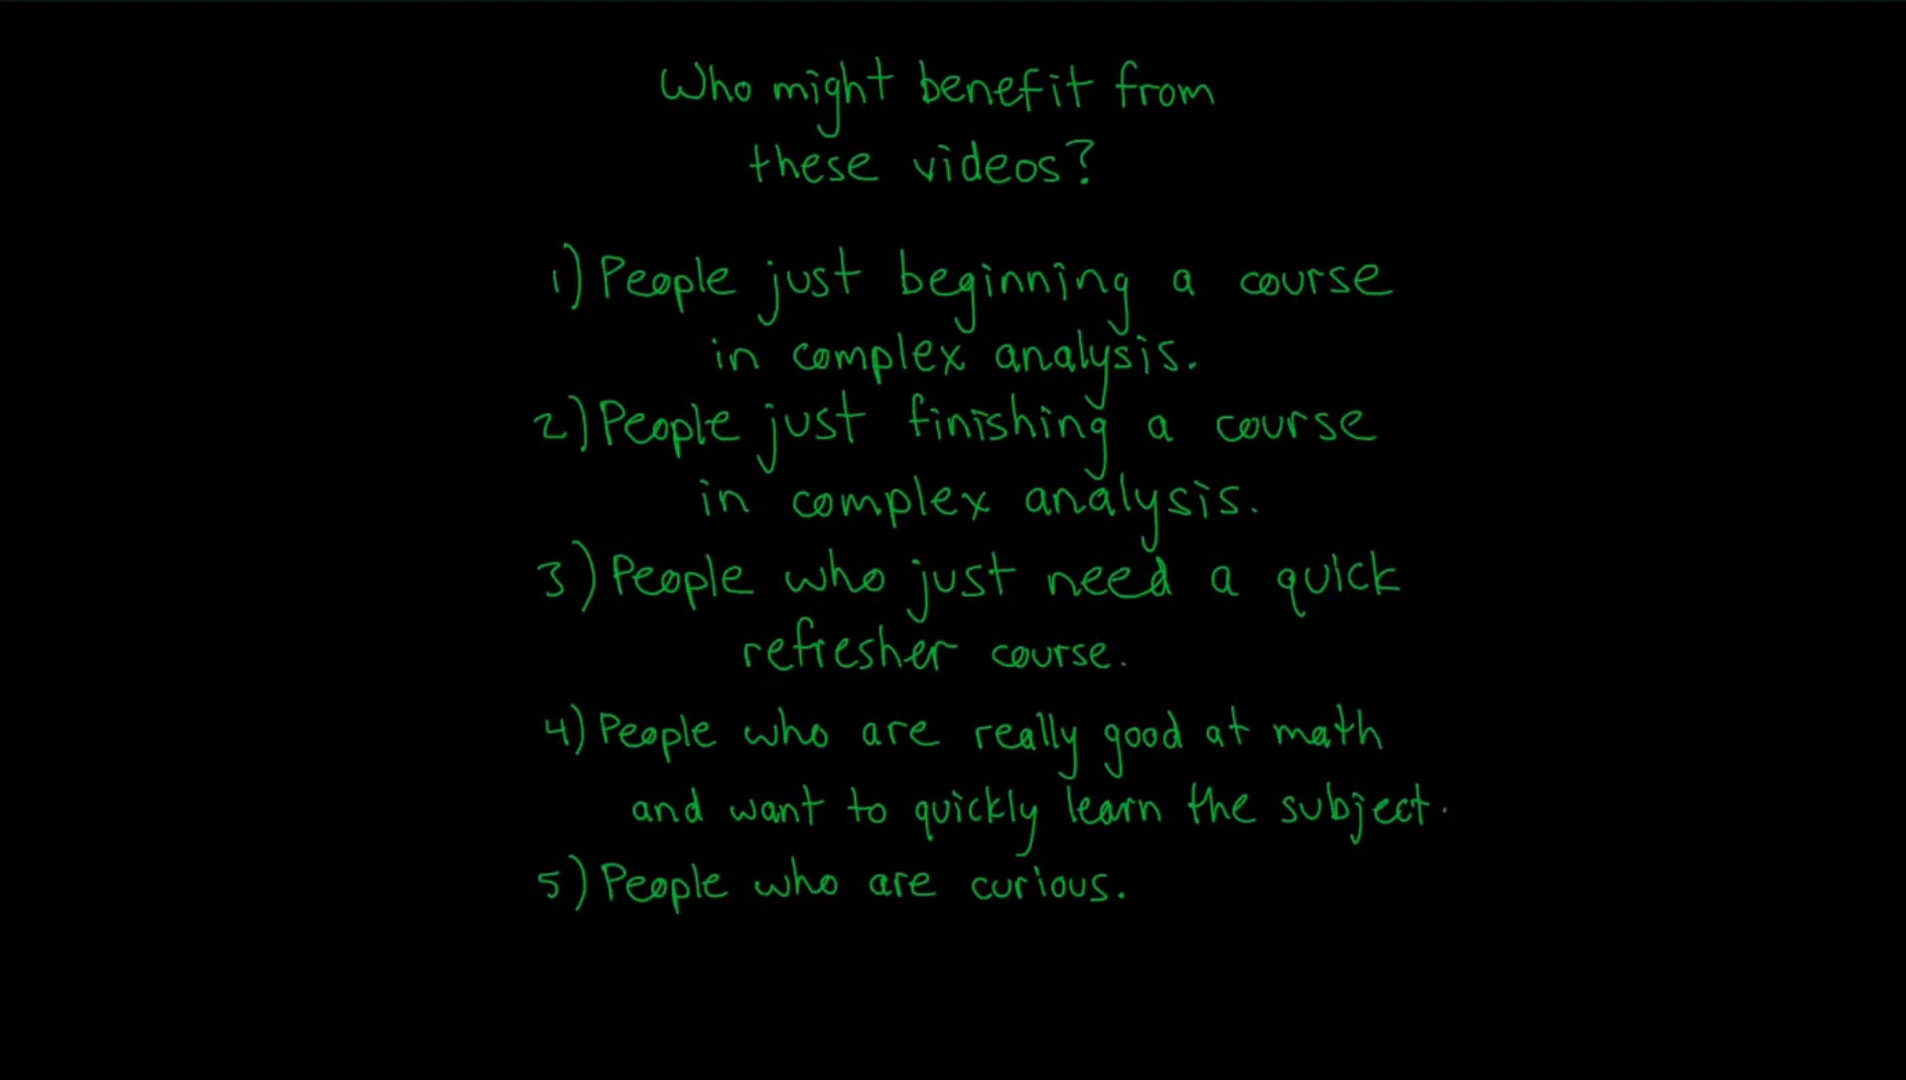 Who might benefit from
these videos?
1) People just beginning a course
in complex analysis.
2) People just finishing a course
in complex analysis.
3) People who just need a quick
refresher course.
4) People who are really good at math
and want to quickly learn the subject.
5) People who are curious.